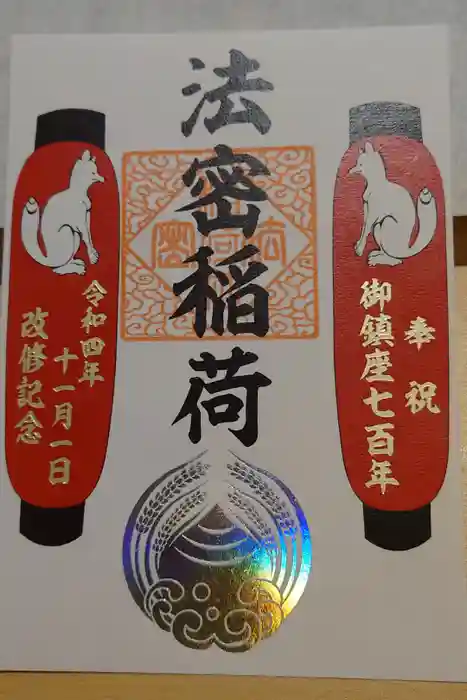 奉祝
御鎮座七百年
法密稲荷
令和四年
十一月一日
改修記念